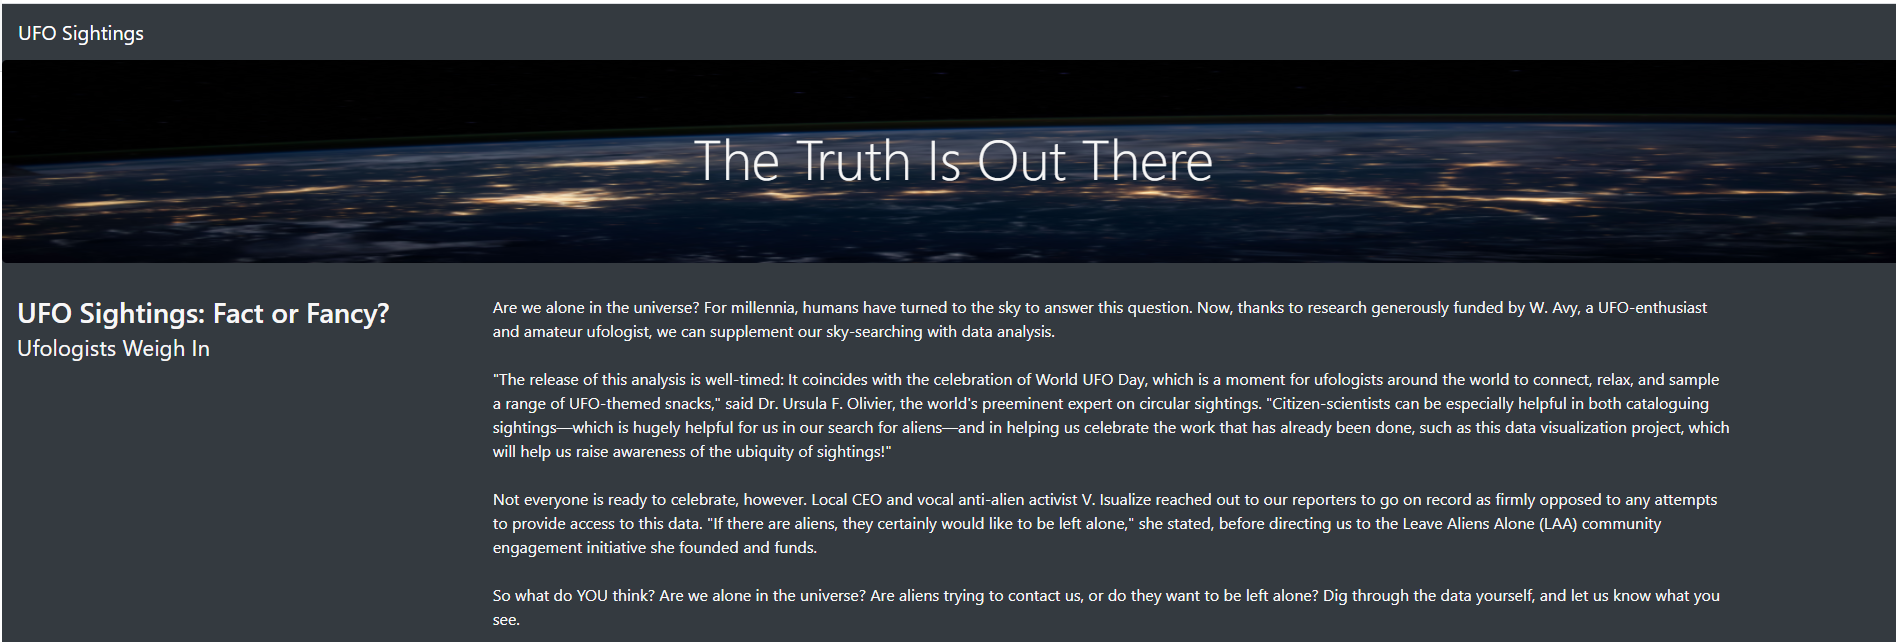 UFO Sightings
The Truth Is Out There
UFO Sightings: Fact or Fancy?
Ufologists Weigh In
Are we alone in the universe? For millennia, humans have turned to the sky to answer this question. Now, thanks to research generously funded by W. Avy, a UFO-enthusiast
and amateur ufologist, we can supplement our sky-searching with data analysis.
"The release of this analysis is well-timed: It coincides with the celebration of World UFO Day, which is a moment for ufologists around the world to connect, relax, and sample
a range of UFO-themed snacks," said Dr. Ursula F. Olivier, the world's preeminent expert on circular sightings. "Citizen-scientists can be especially helpful in both cataloguing
sightings—which is hugely helpful for us in our search for aliens—and in helping us celebrate the work that has already been done, such as this data visualization project, which
will help us raise awareness of the ubiquity of sightings!"
Not everyone is ready to celebrate, however. Local CEO and vocal anti-alien activist V. Isualize reached out to our reporters to go on record as firmly opposed to any attempts
to provide access to this data. "If there are aliens, they certainly would like to be left alone," she stated, before directing us to the Leave Aliens Alone (LAA) community
engagement initiative she founded and funds.
So what do YOU think? Are we alone in the universe? Are aliens trying to contact us, or do they want to be left alone? Dig through the data yourself, and let us know what you
see.